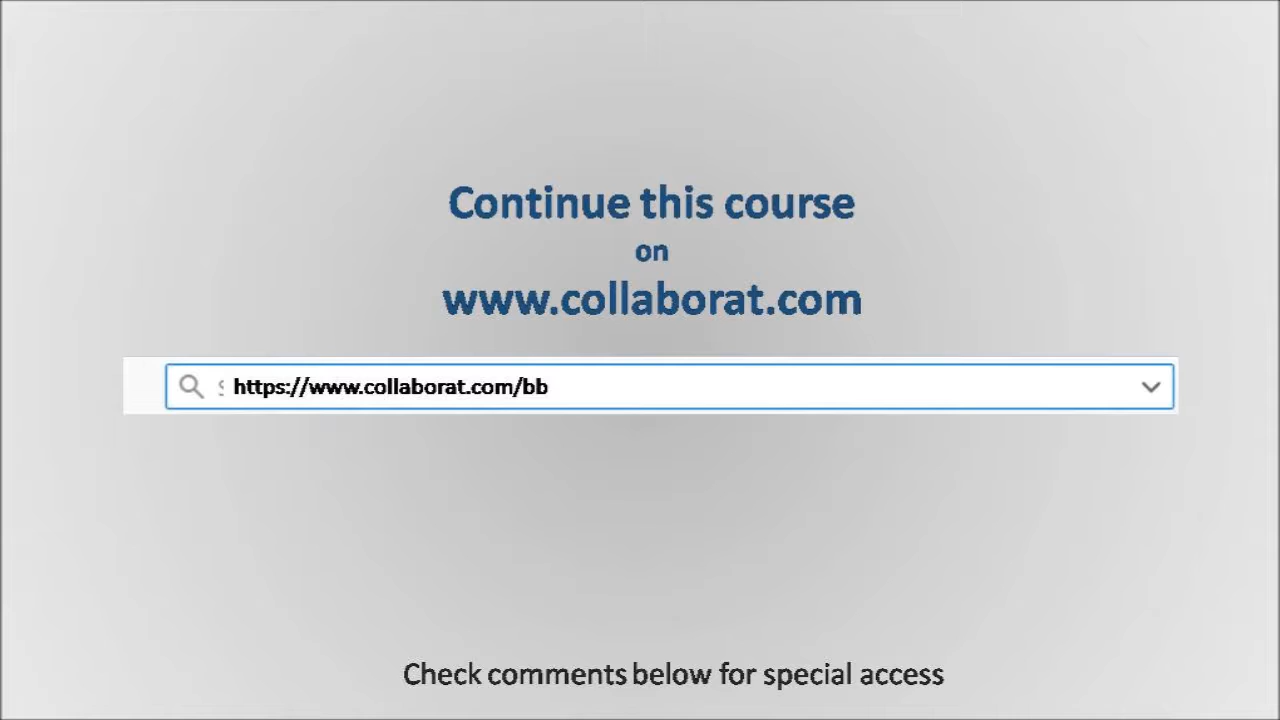 Continue this course
on
www.collaborat.com
https://www.collaborat.com/bb
Check comments below for special access